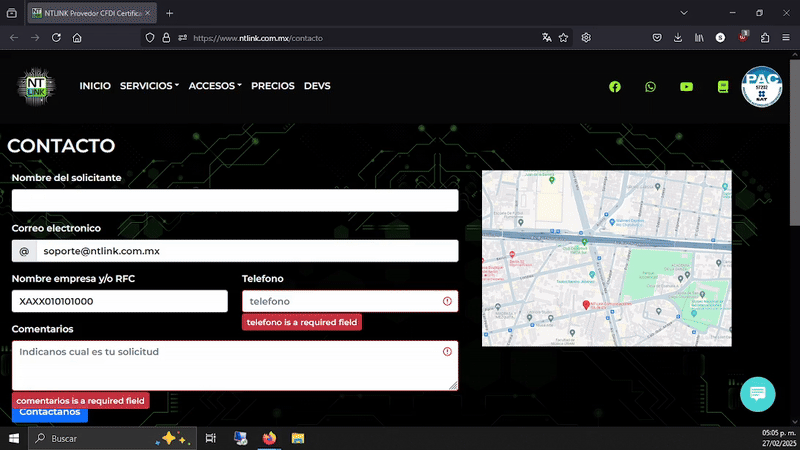 NTLINK Provedor CFDI Certifica
https://www.ntlink.com.mx/contacto
NT
LINK
INICIO SERVICIOS ACCESOS PRECIOS DEVS
PAC
57202
SAT
CONTACTO
Nombre del solicitante
Correo electronico
@ soporte@ntlink.com.mx
Nombre empresa y/o RFC Telefono
XAXX010101000 telefono
telefono is a required field
Comentarios
Indicanos cual es tu solicitud
comentarios is a required field
Contactanos
Buscar
05:05 p. m.
27/02/2025